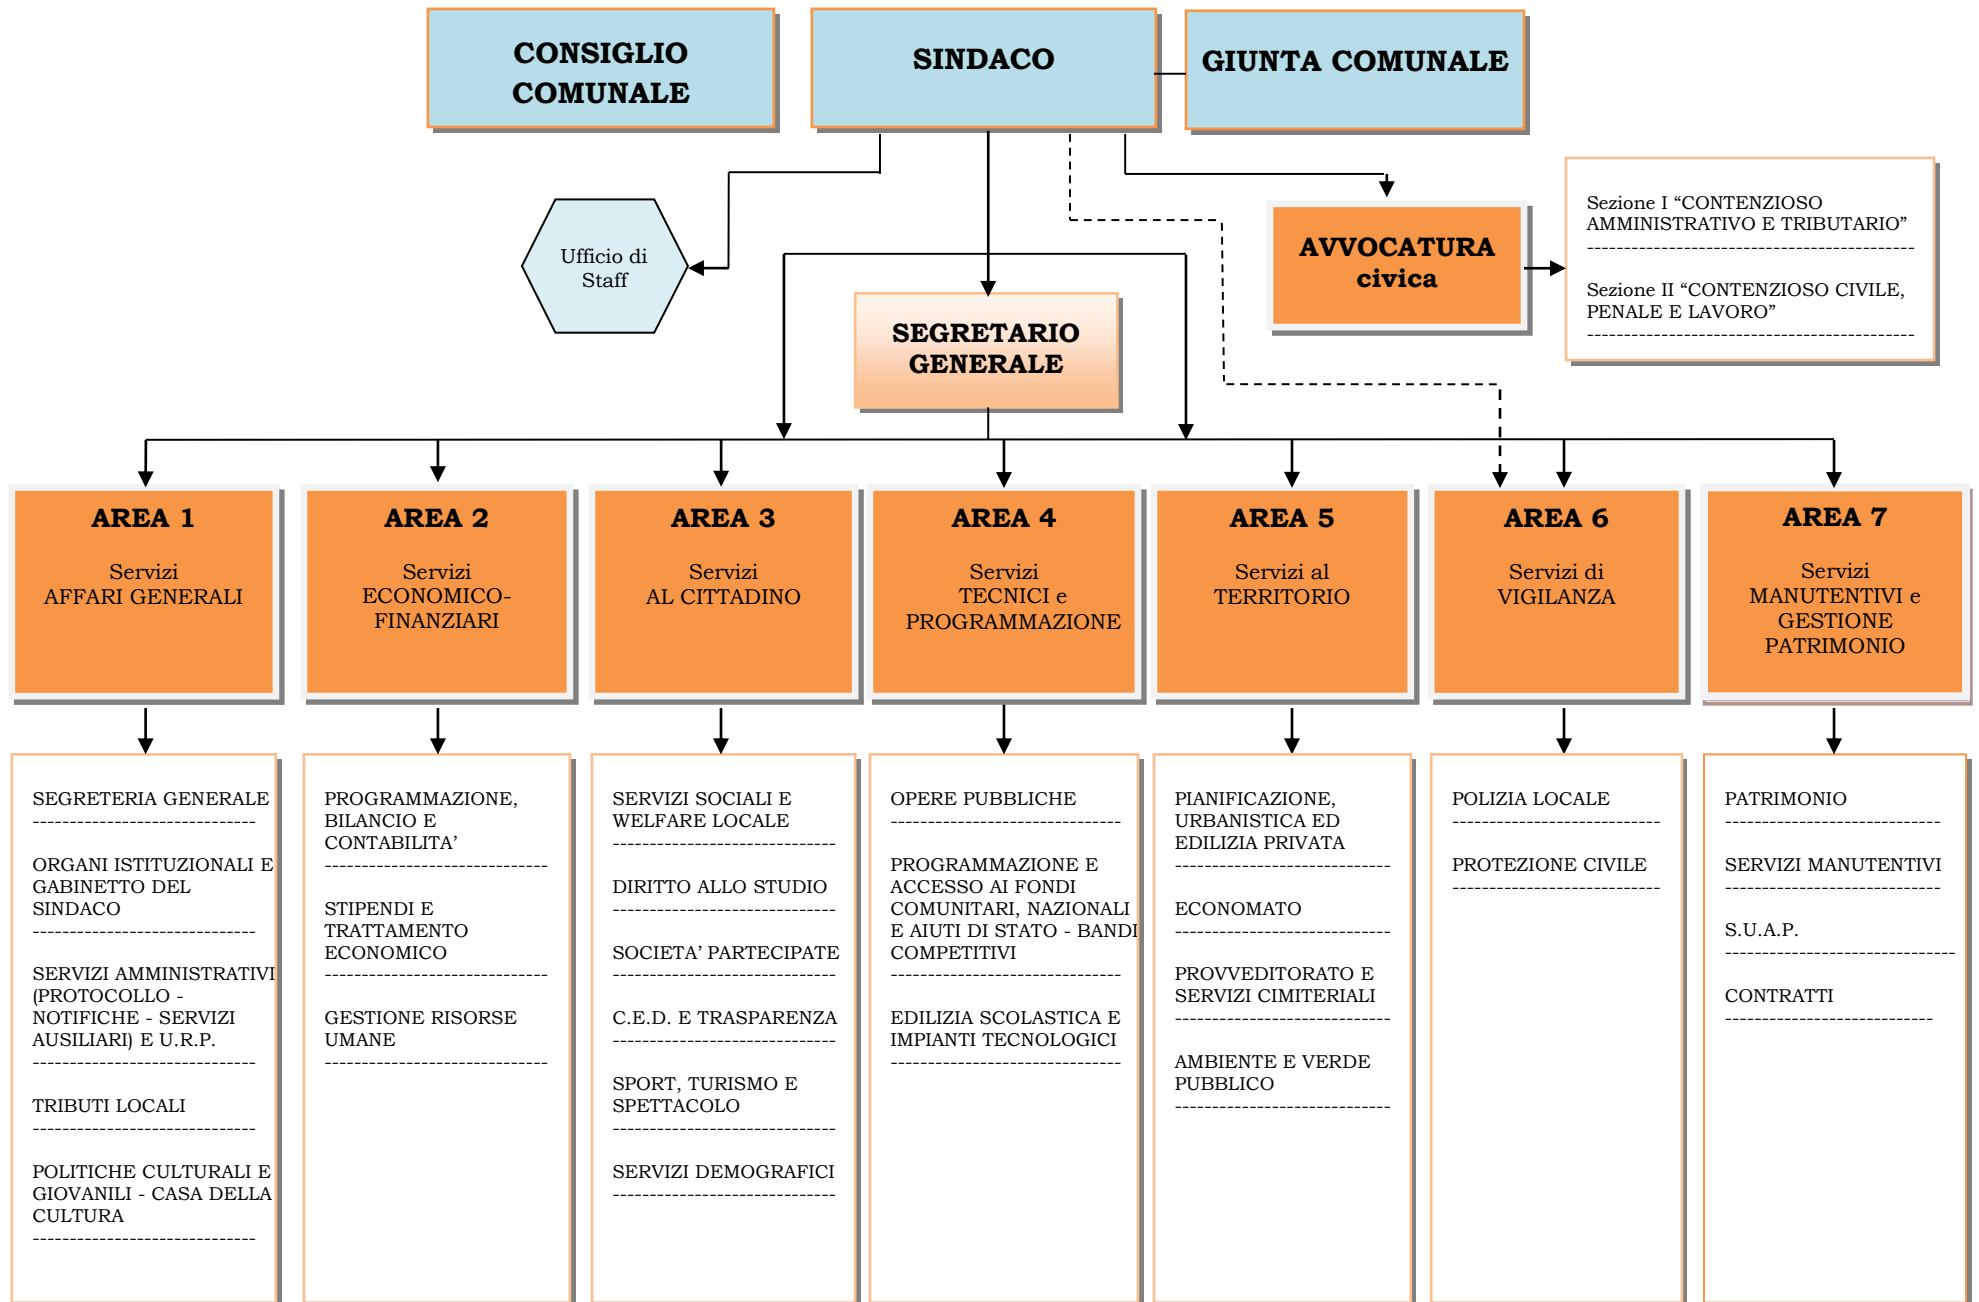 CONSIGLIO
COMUNALE
SINDACO
GIUNTA COMUNALE
Ufficio di
Staff
SEGRETARIO
GENERALE
AVVOCATURA
civica
Sezione I “CONTENZIOSO
AMMINISTRATIVO E TRIBUTARIO”
--------------------------------------------
Sezione II “CONTENZIOSO CIVILE,
PENALE E LAVORO”
--------------------------------------------
AREA 1
Servizi
AFFARI GENERALI
AREA 2
Servizi
ECONOMICO-
FINANZIARI
AREA 3
Servizi
AL CITTADINO
AREA 4
Servizi
TECNICI e
PROGRAMMAZIONE
AREA 5
Servizi al
TERRITORIO
AREA 6
Servizi di
VIGILANZA
AREA 7
Servizi
MANUTENTIVI e
GESTIONE
PATRIMONIO
SEGRETERIA GENERALE
------------------------------
ORGANI ISTITUZIONALI E
GABINETTO DEL
SINDACO
------------------------------
SERVIZI AMMINISTRATIVI
(PROTOCOLLO -
NOTIFICHE - SERVIZI
AUSILIARI) E U.R.P.
------------------------------
TRIBUTI LOCALI
------------------------------
POLITICHE CULTURALI E
GIOVANILI - CASA DELLA
CULTURA
------------------------------
PROGRAMMAZIONE,
BILANCIO E
CONTABILITA’
------------------------------
STIPENDI E
TRATTAMENTO
ECONOMICO
------------------------------
GESTIONE RISORSE
UMANE
------------------------------
SERVIZI SOCIALI E
WELFARE LOCALE
------------------------------
DIRITTO ALLO STUDIO
------------------------------
SOCIETA’ PARTECIPATE
------------------------------
C.E.D. E TRASPARENZA
------------------------------
SPORT, TURISMO E
SPETTACOLO
------------------------------
SERVIZI DEMOGRAFICI
------------------------------
OPERE PUBBLICHE
-------------------------------
PROGRAMMAZIONE E
ACCESSO AI FONDI
COMUNITARI, NAZIONALI
E AIUTI DI STATO - BANDI
COMPETITIVI
-------------------------------
EDILIZIA SCOLASTICA E
IMPIANTI TECNOLOGICI
-------------------------------
PIANIFICAZIONE,
URBANISTICA ED
EDILIZIA PRIVATA
-----------------------------
ECONOMATO
-----------------------------
PROVVEDITORATO E
SERVIZI CIMITERIALI
-----------------------------
AMBIENTE E VERDE
PUBBLICO
-----------------------------
POLIZIA LOCALE
----------------------------
PROTEZIONE CIVILE
----------------------------
PATRIMONIO
-----------------------------
SERVIZI MANUTENTIVI
-----------------------------
S.U.A.P.
-------------------------------
CONTRATTI
----------------------------